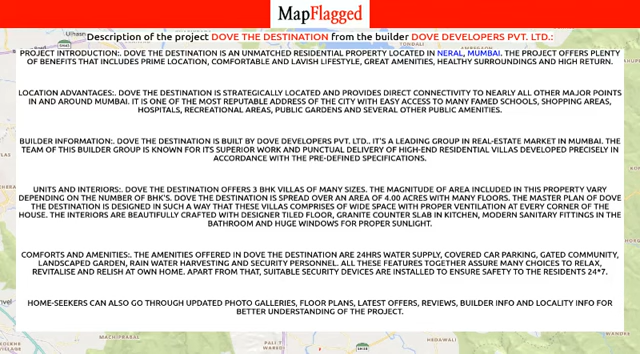 MapFlagged
Description of the project DOVE THE DESTINATION from the builder DOVE DEVELOPERS PVT. LTD.:
PROJECT INTRODUCTION:. DOVE THE DESTINATION IS AN UNMATCHED RESIDENTIAL PROPERTY LOCATED IN NERAL, MUMBAI. THE PROJECT OFFERS PLENTY
OF BENEFITS THAT INCLUDES PRIME LOCATION, COMFORTABLE AND LAVISH LIFESTYLE, GREAT AMENITIES, HEALTHY SURROUNDINGS AND HIGH RETURN.
LOCATION ADVANTAGES:. DOVE THE DESTINATION IS STRATEGICALLY LOCATED AND PROVIDES DIRECT CONNECTIVITY TO NEARLY ALL OTHER MAJOR POINTS
IN AND AROUND MUMBAI. IT IS ONE OF THE MOST REPUTABLE ADDRESS OF THE CITY WITH EASY ACCESS TO MANY FAMED SCHOOLS, SHOPPING AREAS,
HOSPITALS, RECREATIONAL AREAS, PUBLIC GARDENS AND SEVERAL OTHER PUBLIC AMENITIES.
BUILDER INFORMATION:. DOVE THE DESTINATION IS BUILT BY DOVE DEVELOPERS PVT. LTD.. IT'S A LEADING GROUP IN REAL-ESTATE MARKET IN MUMBAI. THE
TEAM OF THIS BUILDER GROUP IS KNOWN FOR ITS SUPERIOR WORK AND PUNCTUAL DELIVERY OF HIGH-END RESIDENTIAL VILLAS DEVELOPED PRECISELY IN
ACCORDANCE WITH THE PRE-DEFINED SPECIFICATIONS.
UNITS AND INTERIORS:. DOVE THE DESTINATION OFFERS 3 BHK VILLAS OF MANY SIZES. THE MAGNITUDE OF AREA INCLUDED IN THIS PROPERTY VARY
DEPENDING ON THE NUMBER OF BHK'S. DOVE THE DESTINATION IS SPREAD OVER AN AREA OF 4.00 ACRES WITH MANY FLOORS. THE MASTER PLAN OF DOVE
THE DESTINATION IS DESIGNED IN SUCH A WAY THAT THESE VILLAS COMPRISES OF WIDE SPACE WITH PROPER VENTILATION AT EVERY CORNER OF THE
HOUSE. THE INTERIORS ARE BEAUTIFULLY CRAFTED WITH DESIGNER TILED FLOOR, GRANITE COUNTER SLAB IN KITCHEN, MODERN SANITARY FITTINGS IN THE
BATHROOM AND HUGE WINDOWS FOR PROPER SUNLIGHT.
COMFORTS AND AMENITIES:. THE AMENITIES OFFERED IN DOVE THE DESTINATION ARE 24HRS WATER SUPPLY, COVERED CAR PARKING, GATED COMMUNITY,
LANDSCAPED GARDEN, RAIN WATER HARVESTING AND SECURITY PERSONNEL. ALL THESE FEATURES TOGETHER ASSURE MANY CHOICES TO RELAX,
REVITALISE AND RELISH AT OWN HOME. APART FROM THAT, SUITABLE SECURITY DEVICES ARE INSTALLED TO ENSURE SAFETY TO THE RESIDENTS 24*7.
HOME-SEEKERS CAN ALSO GO THROUGH UPDATED PHOTO GALLERIES, FLOOR PLANS, LATEST OFFERS, REVIEWS, BUILDER INFO AND LOCALITY INFO FOR
BETTER UNDERSTANDING OF THE PROJECT.
MACHIPARAL
HEDAWALI